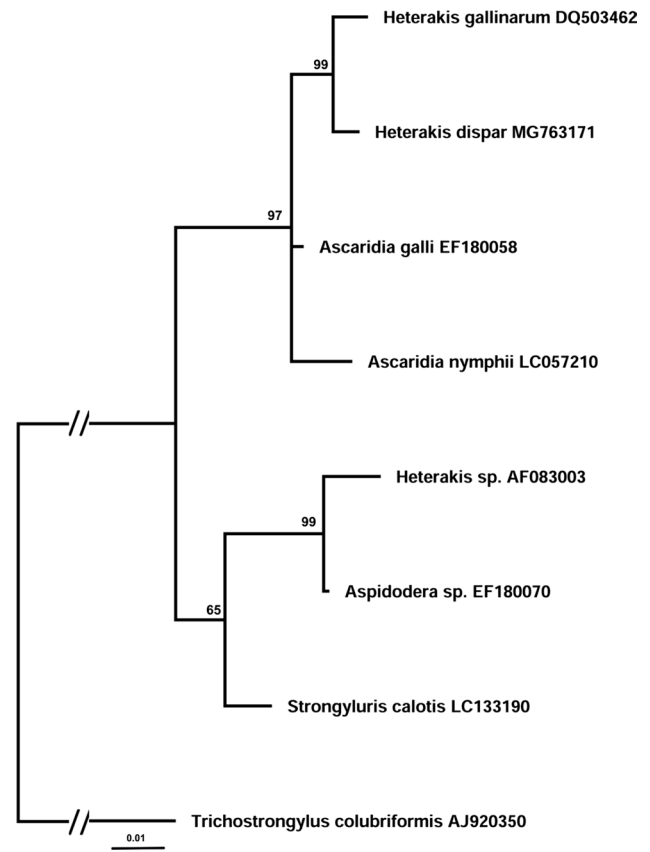 Heterakis gallinarum DQ503462
99
Heterakis dispar MG763171
97
Ascaridia galli EF180058
Ascaridia nymphii LC057210
Heterakis sp. AF083003
99
Aspidodera sp. EF180070
65
Strongyluris calotis LC133190
Trichostrongylus colubriformis AJ920350
0.01